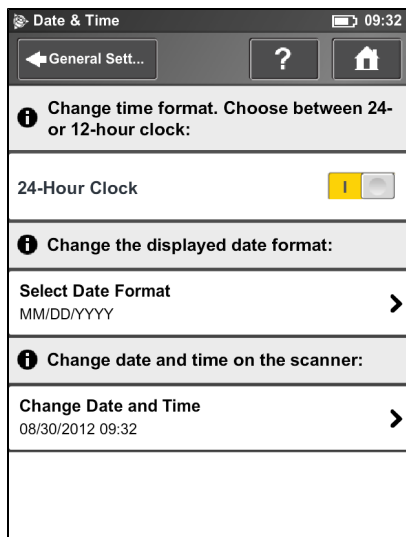 Date & Time 09:32
General Sett... ?
Change time format. Choose between 24-
or 12-hour clock:
24-Hour Clock I
Change the displayed date format:
Select Date Format
MM/DD/YYYY
Change date and time on the scanner:
Change Date and Time
08/30/2012 09:32